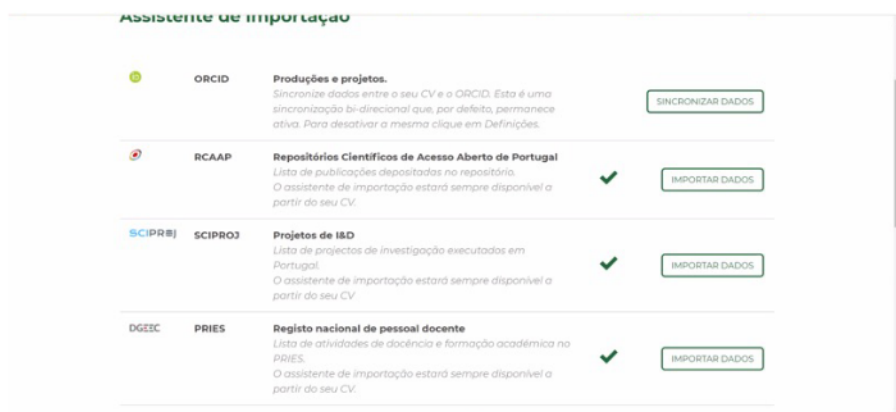 Assistente de Importação
ORCID
Produções e projetos.
Sincronize dados entre o seu CV e o ORCID. Esta é uma
sincronização bi-direcional que, por defeito, permanece
ativa. Para desativar a mesma clique em Definições.
SINCRONIZAR DADOS
RCAAP
Repositórios Científicos de Acesso Aberto de Portugal
Lista de publicações depositadas no repositório.
O assistente de importação estará sempre disponível a
partir do seu CV.
IMPORTAR DADOS
SCIPROJ
SCIPROJ
Projetos de I&D
Lista de projectos de investigação executados em
Portugal.
O assistente de importação estará sempre disponível a
partir do seu CV
IMPORTAR DADOS
DGEEC
PRIES
Registo nacional de pessoal docente
Lista de atividades de docência e formação académica no
PRIES.
O assistente de importação estará sempre disponível a
partir do seu CV.
IMPORTAR DADOS